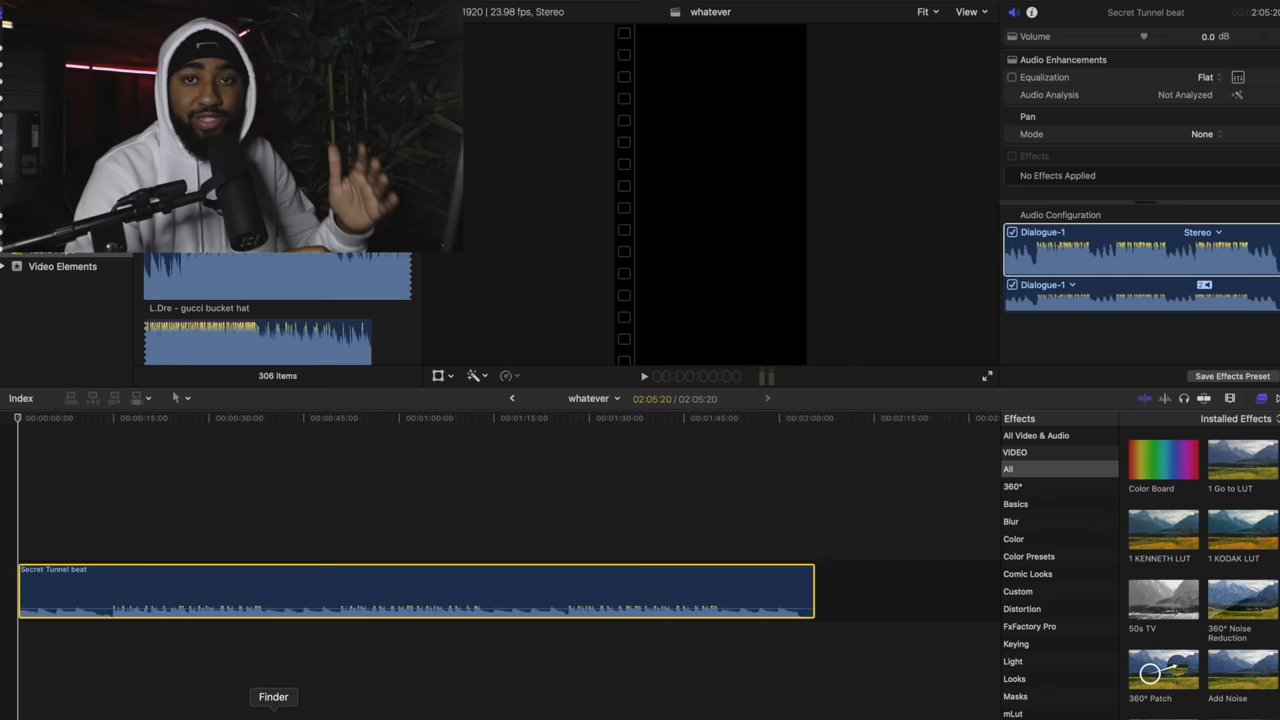 1920 | 23.98 fps, Stereo
whatever
Fit
View
Secret Tunnel beat
2:05:20
Volume
0.0 dB
Audio Enhancements
Equalization
Flat
Audio Analysis
Not Analyzed
Pan
Mode
None
Effects
No Effects Applied
Audio Configuration
Dialogue-1
Stereo
Dialogue-1
Video Elements
L.Dre - gucci bucket hat
306 items
00:00:00:00
Save Effects Preset
Index
whatever
02:05:20 / 02:05:20
00:00:00:00
00:00:15:00
00:00:30:00
00:00:45:00
00:01:00:00
00:01:15:00
00:01:30:00
00:01:45:00
00:02:00:00
00:02:15:00
00:02
Secret Tunnel beat
Finder
Effects
Installed Effects
All Video & Audio
VIDEO
All
360°
Basics
Blur
Color
Color Presets
Comic Looks
Custom
Distortion
FxFactory Pro
Keying
Light
Looks
Masks
mLut
Color Board
1 Go to LUT
1 KENNETH LUT
1 KODAK LUT
50s TV
360° Noise
Reduction
360° Patch
Add Noise